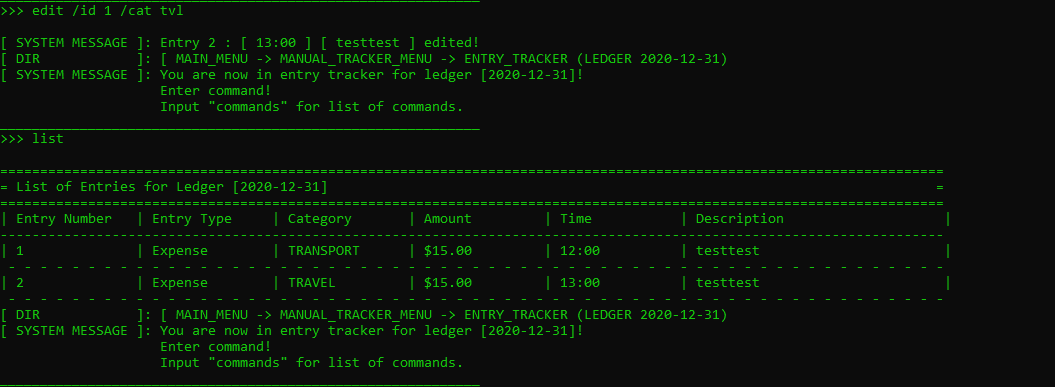 >>> edit /id 1 /cat tvl
[ SYSTEM MESSAGE ]: Entry 2 : [ 13:00 ] [ testtest ] edited!
[ DIR            ]: [ MAIN_MENU -> MANUAL_TRACKER_MENU -> ENTRY_TRACKER (LEDGER 2020-12-31)
[ SYSTEM MESSAGE ]: You are now in entry tracker for ledger [2020-12-31]!
Enter command!
Input "commands" for list of commands.
>>> list
= List of Entries for Ledger [2020-12-31] =
| Entry Number | Entry Type | Category | Amount | Time | Description |
| 1 | Expense | TRANSPORT | $15.00 | 12:00 | testtest |
| 2 | Expense | TRAVEL | $15.00 | 13:00 | testtest |
[ DIR            ]: [ MAIN_MENU -> MANUAL_TRACKER_MENU -> ENTRY_TRACKER (LEDGER 2020-12-31)
[ SYSTEM MESSAGE ]: You are now in entry tracker for ledger [2020-12-31]!
Enter command!
Input "commands" for list of commands.